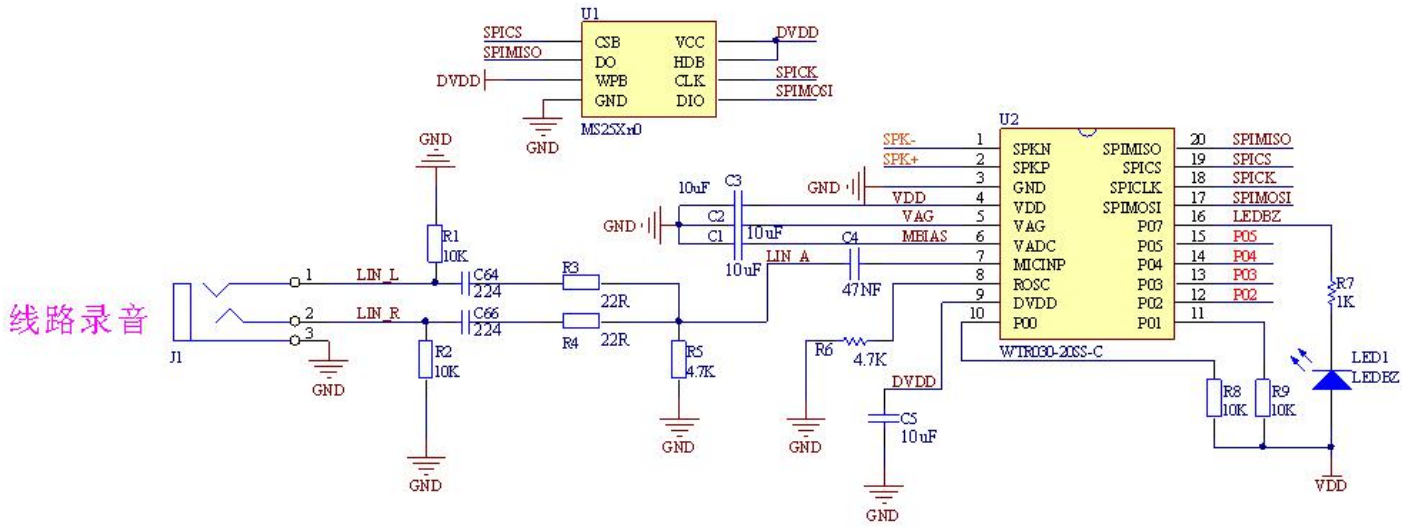 U1
SPICS
CSB
VCC
DVDD
SPIMISO
DO
HDB
DVDD
WPB
CLK
SPICK
GND
DIO
SPIMOSI
GND
MS25Xn0
U2
SPK-
1
SPKN
SPIMISO
20
SPIMISO
SPK+
2
SPKP
SPICS
19
SPICS
GND
3
GND
SPICLK
18
SPICK
10uF
C3
VDD
4
VDD
SPIMOSI
17
SPIMOSI
GND
C2
10uF
VAG
5
VAG
P07
16
LEDBZ
C1
10uF
MBIAS
6
VADC
P05
15
P05
LIN_A
C4
47NF
7
MICINP
P04
14
P04
8
ROSC
P03
13
P03
9
DVDD
P02
12
P02
10
P00
P01
11
WTR030-20SS-C
GND
R1
10K
线路录音
J1
1
LIN_L
C64
224
R3
22R
2
LIN_R
C66
224
R4
22R
3
GND
R2
10K
GND
R5
4.7K
GND
R6
4.7K
GND
DVDD
C5
10uF
GND
R7
1K
LED1
LEDBZ
R8
10K
R9
10K
VDD